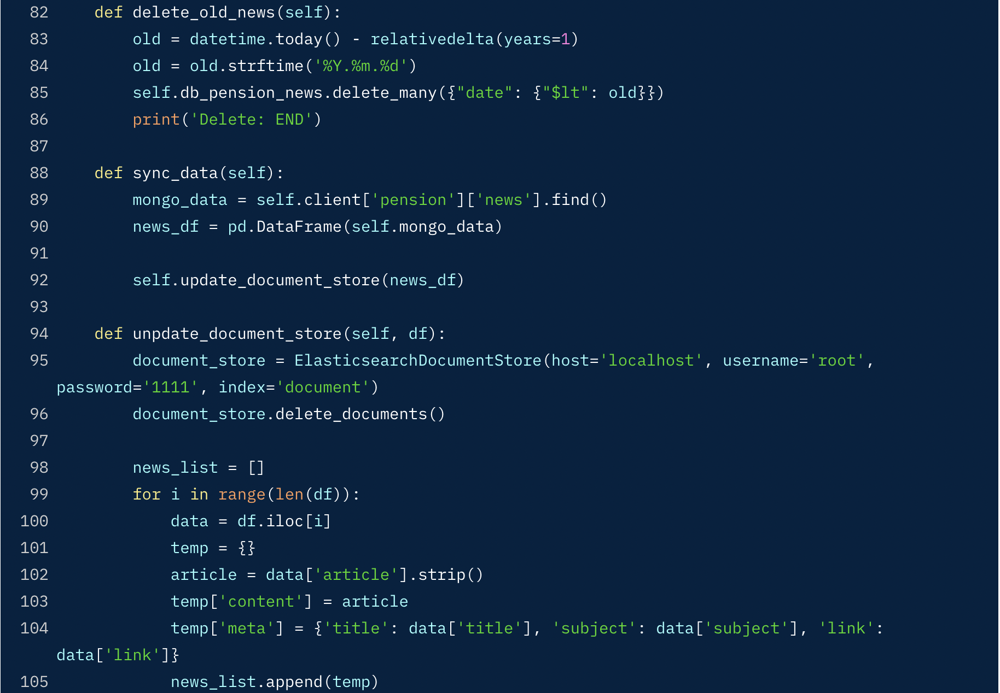 82     def delete_old_news(self):
83         old = datetime.today() - relativedelta(years=1)
84         old = old.strftime('%Y.%m.%d')
85         self.db_pension_news.delete_many({"date": {"$lt": old}})
86         print('Delete: END')
87
88     def sync_data(self):
89         mongo_data = self.client['pension']['news'].find()
90         news_df = pd.DataFrame(self.mongo_data)
91
92         self.update_document_store(news_df)
93
94     def unpdate_document_store(self, df):
95         document_store = ElasticsearchDocumentStore(host='localhost', username='root',
password='1111', index='document')
96         document_store.delete_documents()
97
98         news_list = []
99         for i in range(len(df)):
100             data = df.iloc[i]
101             temp = {}
102             article = data['article'].strip()
103             temp['content'] = article
104             temp['meta'] = {'title': data['title'], 'subject': data['subject'], 'link':
data['link']}
105             news_list.append(temp)